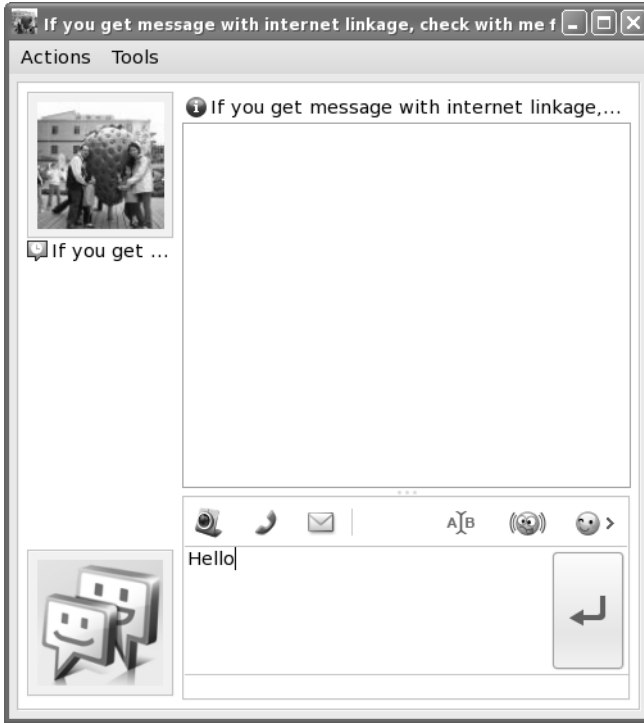 If you get message with internet linkage, check with me f
Actions Tools
If you get message with internet linkage,...
If you get ...
A B
Hello